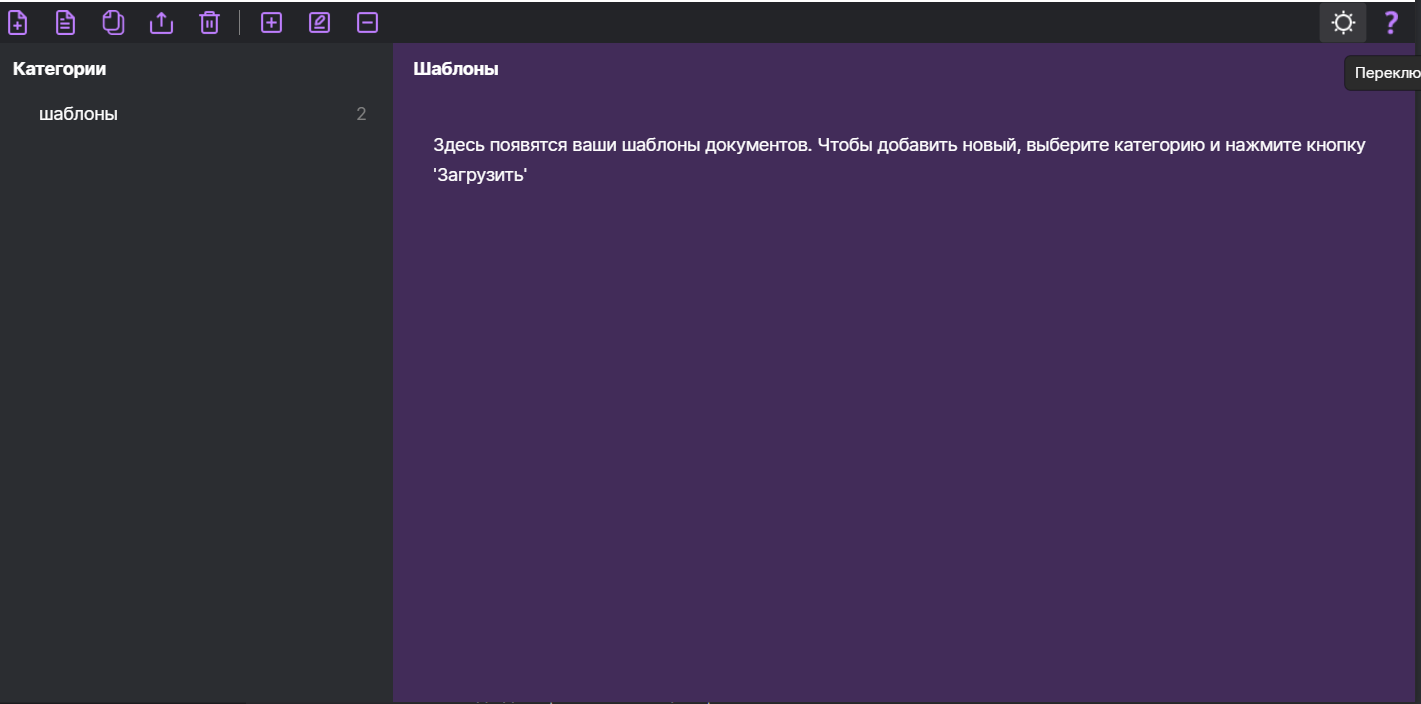 Категории
Шаблоны
Переклю
шаблоны 2
Здесь появятся ваши шаблоны документов. Чтобы добавить новый, выберите категорию и нажмите кнопку
'Загрузить'